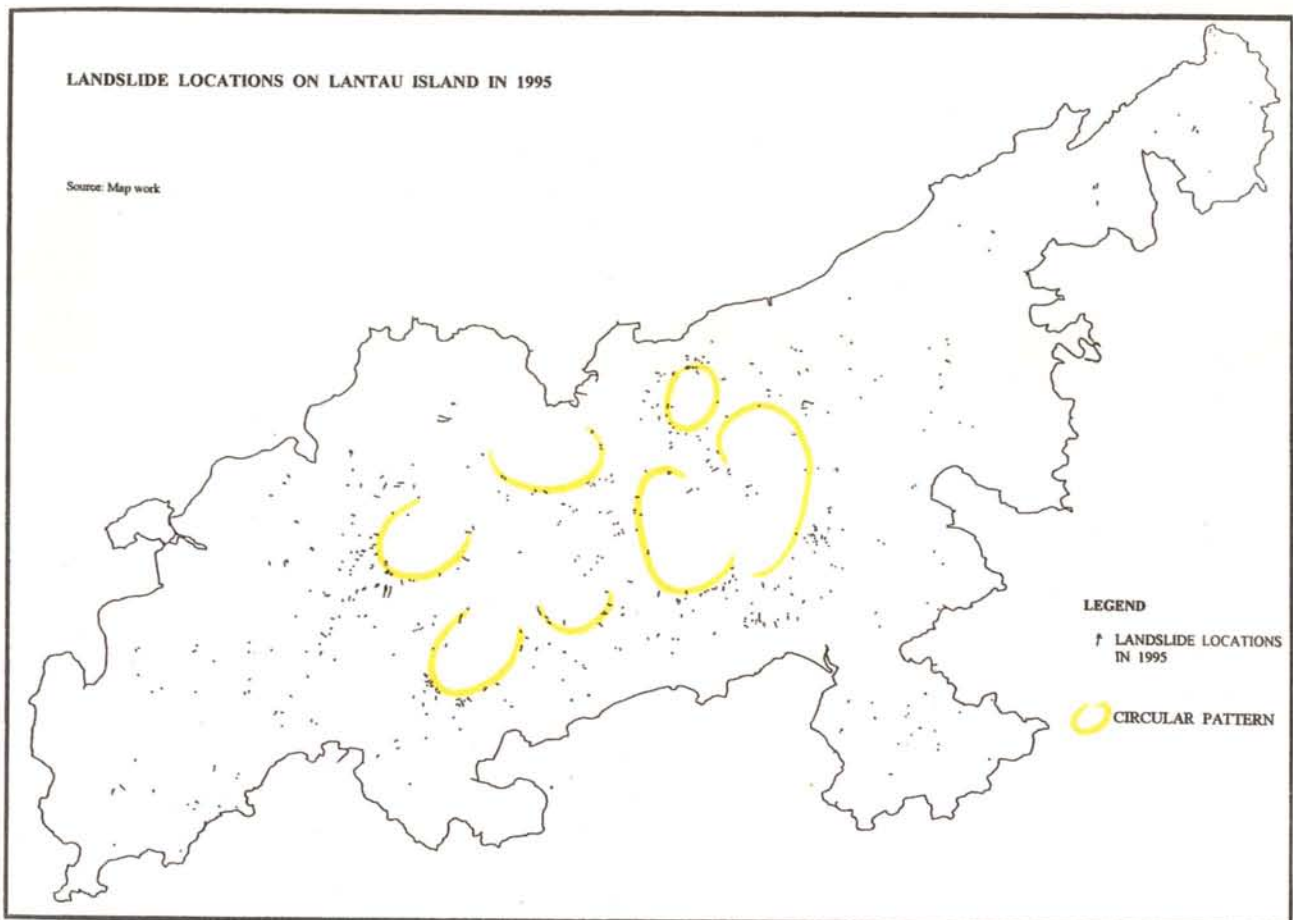 LANDSLIDE LOCATIONS ON LANTAU ISLAND IN 1995
Source: Map work
LEGEND
LANDSLIDE LOCATIONS
IN 1995
CIRCULAR PATTERN